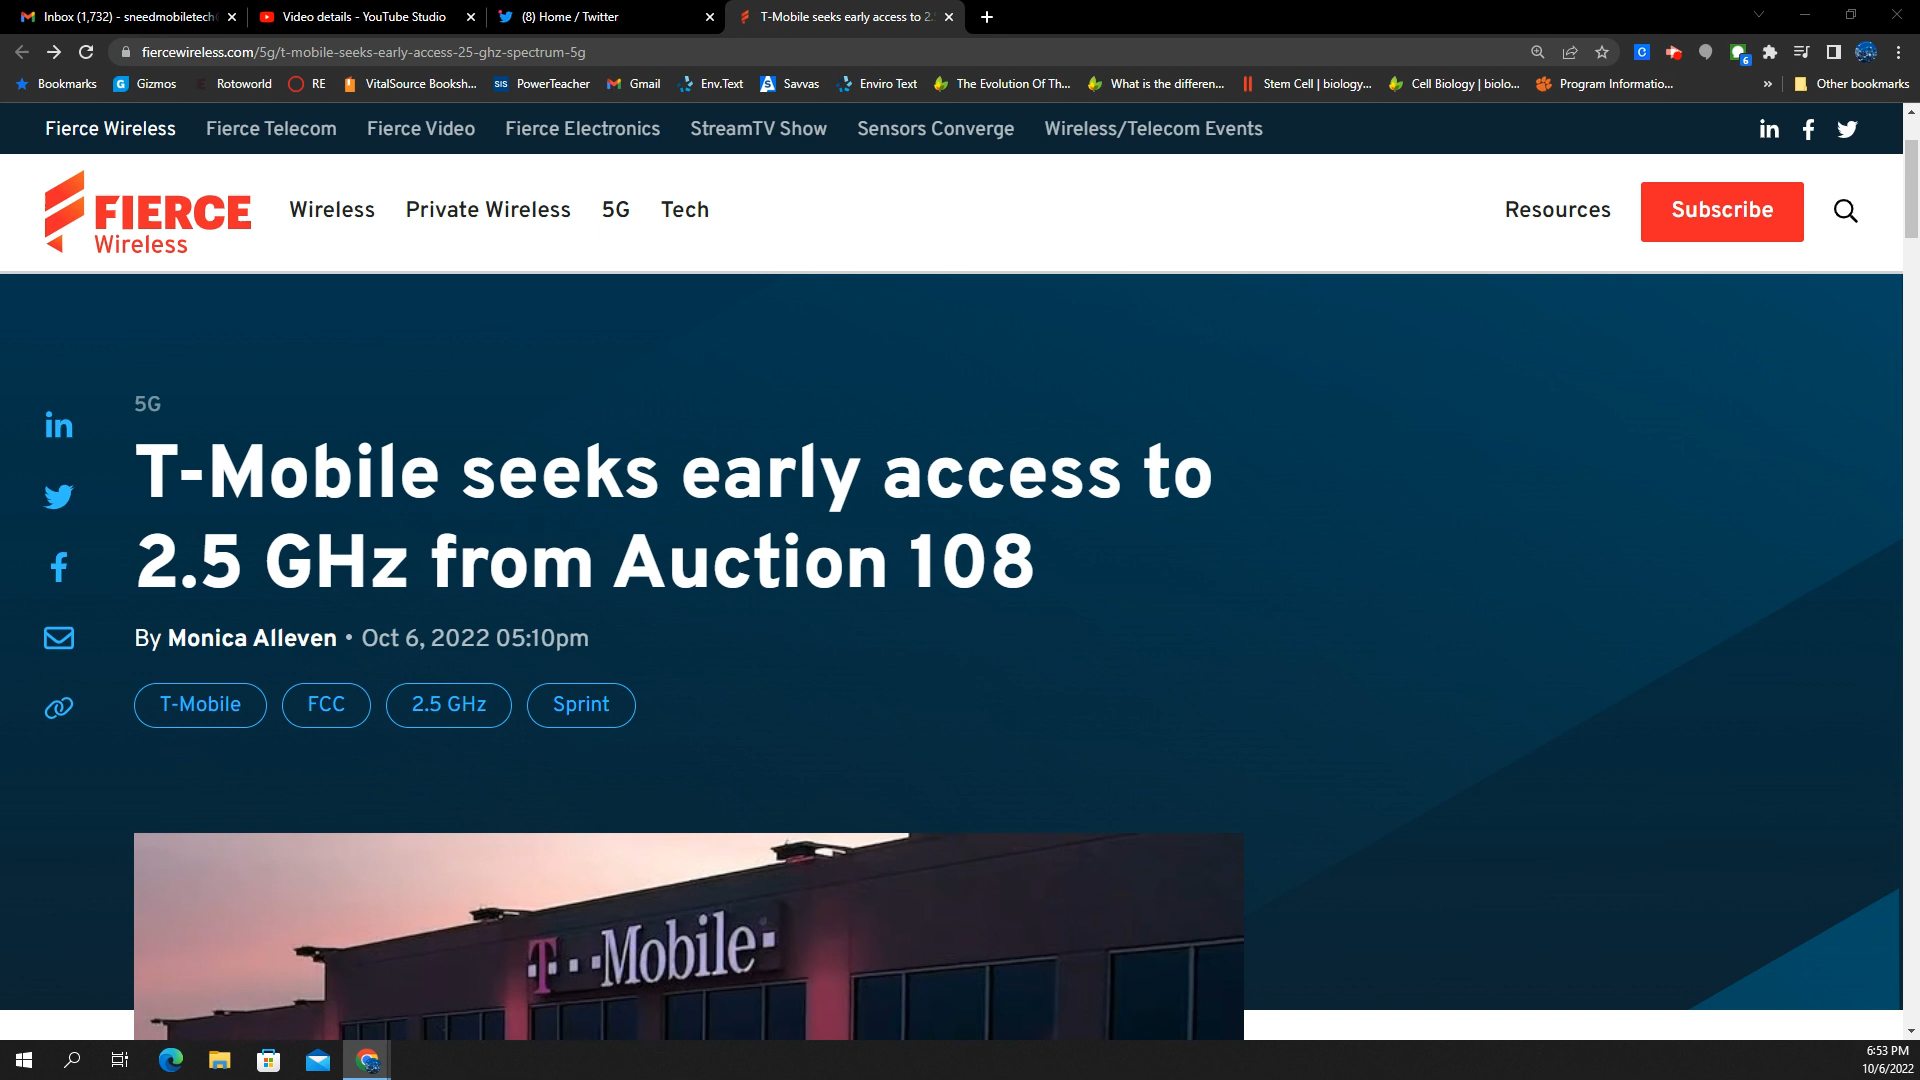 Inbox (1,732) - sneedmobiletech
Video details - YouTube Studio
(8) Home / Twitter
T-Mobile seeks early access to 2.
fiercewireless.com/5g/t-mobile-seeks-early-access-25-ghz-spectrum-5g
6
Bookmarks
Gizmos
Rotoworld
RE
VitalSource Booksh...
SIS PowerTeacher
Gmail
Env.Text
Savvas
Enviro Text
The Evolution Of Th...
What is the differen...
Stem Cell | biology...
Cell Biology | biolo...
Program Informatio...
»
Other bookmarks
Fierce Wireless
Fierce Telecom
Fierce Video
Fierce Electronics
StreamTV Show
Sensors Converge
Wireless/Telecom Events
FIERCE
Wireless
Wireless
Private Wireless
5G
Tech
Resources
Subscribe
5G
T-Mobile seeks early access to
2.5 GHz from Auction 108
By Monica Alleven • Oct 6, 2022 05:10pm
T-Mobile
FCC
2.5 GHz
Sprint
T··Mobile·
6:53 PM
10/6/2022